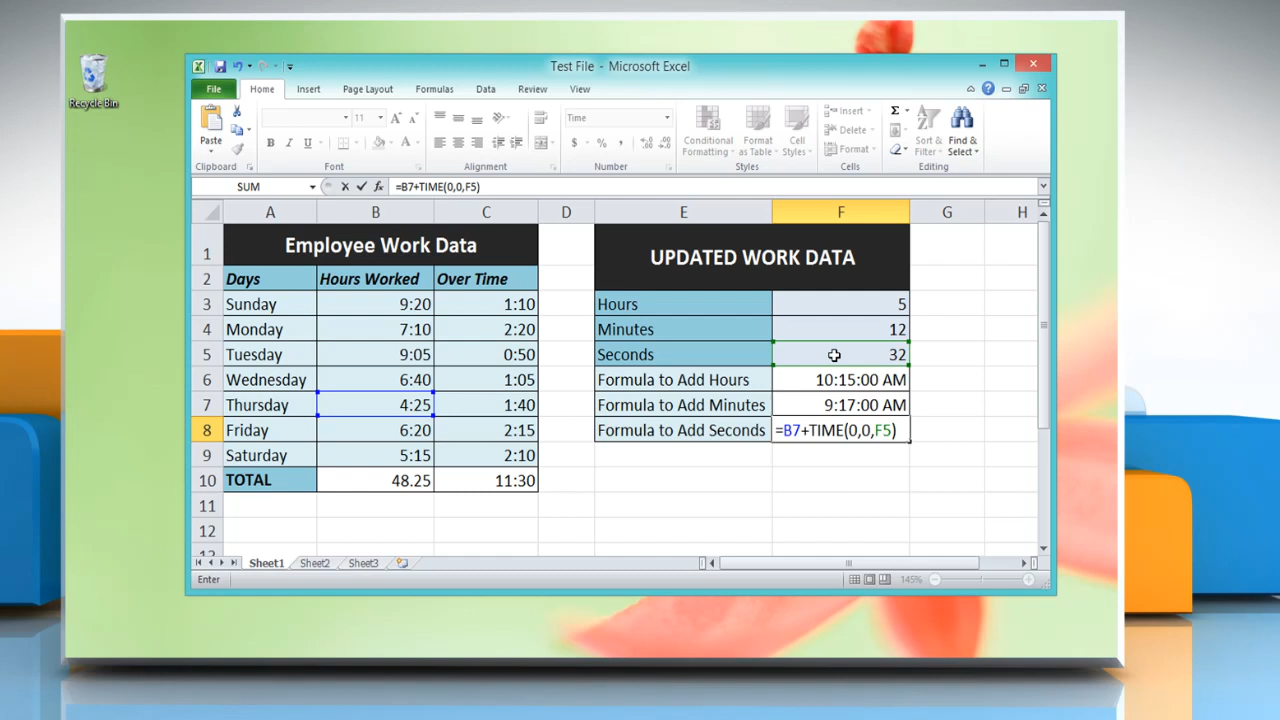 Recycle Bin
Test File - Microsoft Excel
File Home Insert Page Layout Formulas Data Review View
Paste
11
B I U
A A
A
Time
$ % ,
Conditional Formatting
Format as Table
Cell Styles
Insert
Delete
Format
Σ
Sort & Filter
Find & Select
Clipboard Font Alignment Number Styles Cells Editing
SUM fx =B7+TIME(0,0,F5)
A B C D E F G H
1 Employee Work Data UPDATED WORK DATA
2 Days Hours Worked Over Time
3 Sunday 9:20 1:10 Hours 5
4 Monday 7:10 2:20 Minutes 12
5 Tuesday 9:05 0:50 Seconds 32
6 Wednesday 6:40 1:05 Formula to Add Hours 10:15:00 AM
7 Thursday 4:25 1:40 Formula to Add Minutes 9:17:00 AM
8 Friday 6:20 2:15 Formula to Add Seconds =B7+TIME(0,0,F5)
9 Saturday 5:15 2:10
10 TOTAL 48.25 11:30
11
12
13
Sheet1 Sheet2 Sheet3
Enter 145%